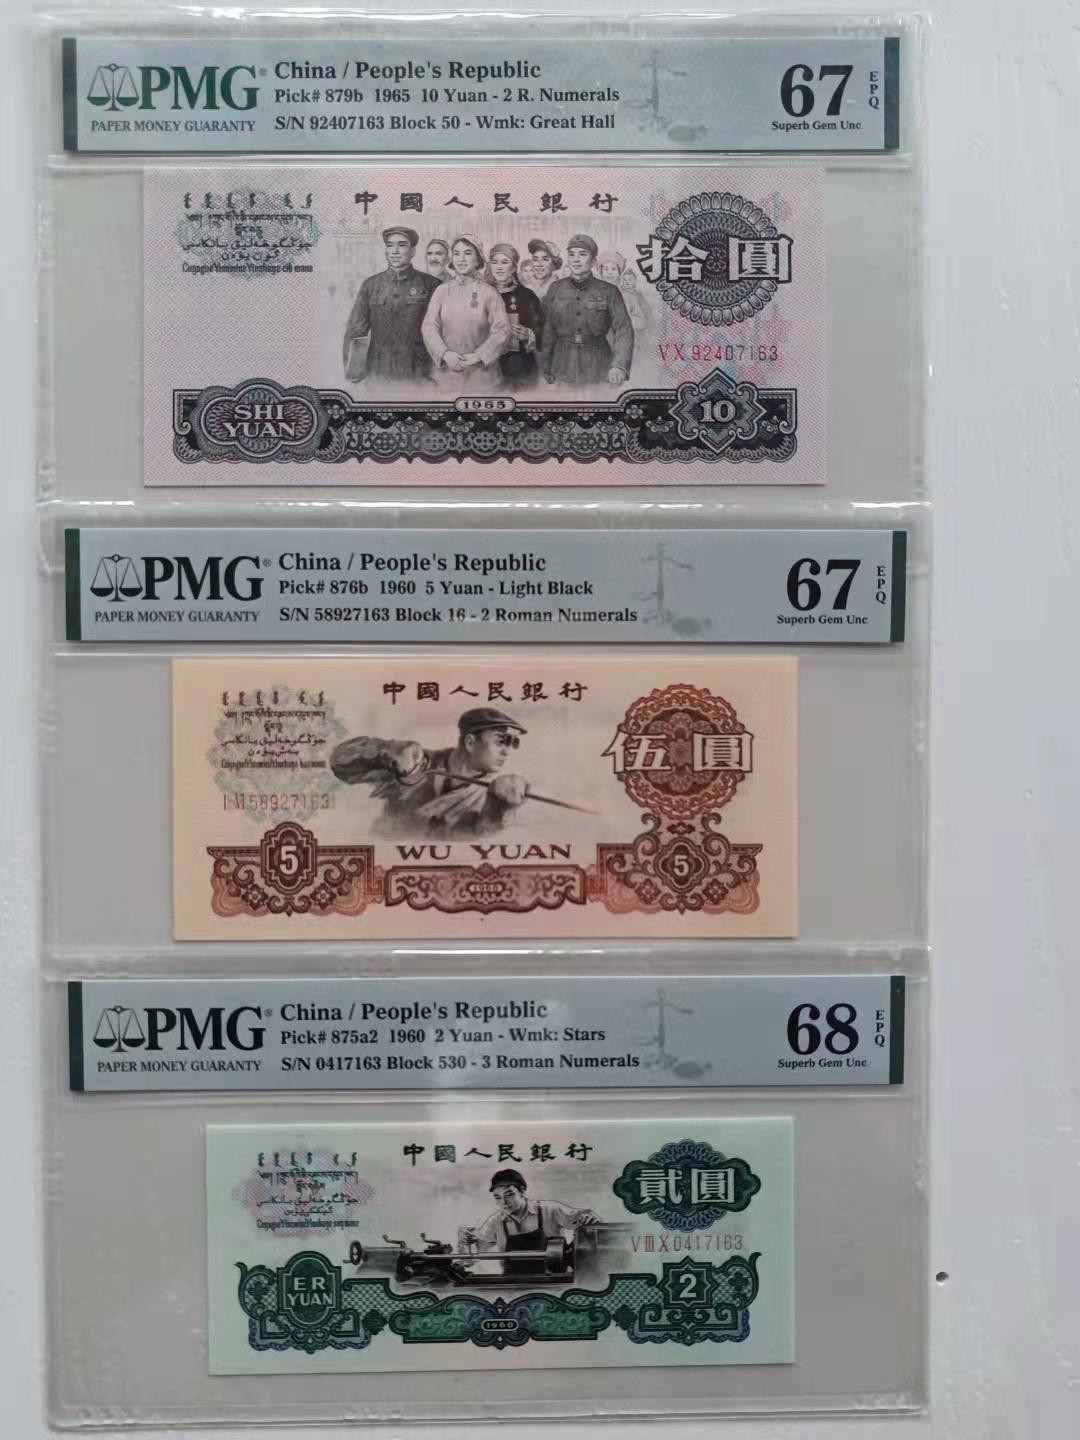 PMG®
PAPER MONEY GUARANTY
China / People's Republic
Pick# 879b 1965 10 Yuan - 2 R. Numerals
S/N 92407163 Block 50 - Wmk: Great Hall
67
EPQ
Superb Gem Unc
中國人民銀行
拾圓
VX 92407163
1965
SHI
YUAN
10
PMG®
PAPER MONEY GUARANTY
China / People's Republic
Pick# 876b 1960 5 Yuan - Light Black
S/N 58927163 Block 16 - 2 Roman Numerals
67
EPQ
Superb Gem Unc
中國人民銀行
伍圓
I VI 58927163
5
WU YUAN
5
1960
PMG®
PAPER MONEY GUARANTY
China / People's Republic
Pick# 875a2 1960 2 Yuan - Wmk: Stars
S/N 0417163 Block 530 - 3 Roman Numerals
68
EPQ
Superb Gem Unc
中國人民銀行
貳圓
V III X 0417163
ER
YUAN
2
1960